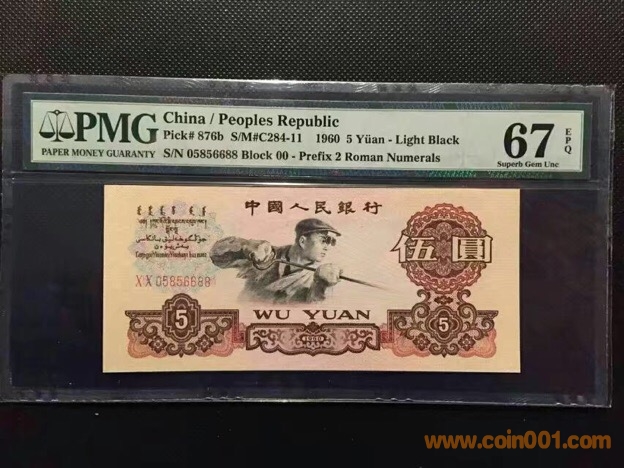 PMG
PAPER MONEY GUARANTY
China / Peoples Republic
Pick# 876b S/M#C284-11 1960 5 Yüan - Light Black
S/N 05856688 Block 00 - Prefix 2 Roman Numerals
67 EPQ
Superb Gem Unc
中國人民銀行
伍圓
X X 05856688
5
WU YUAN
5
1960
www.coin001.com